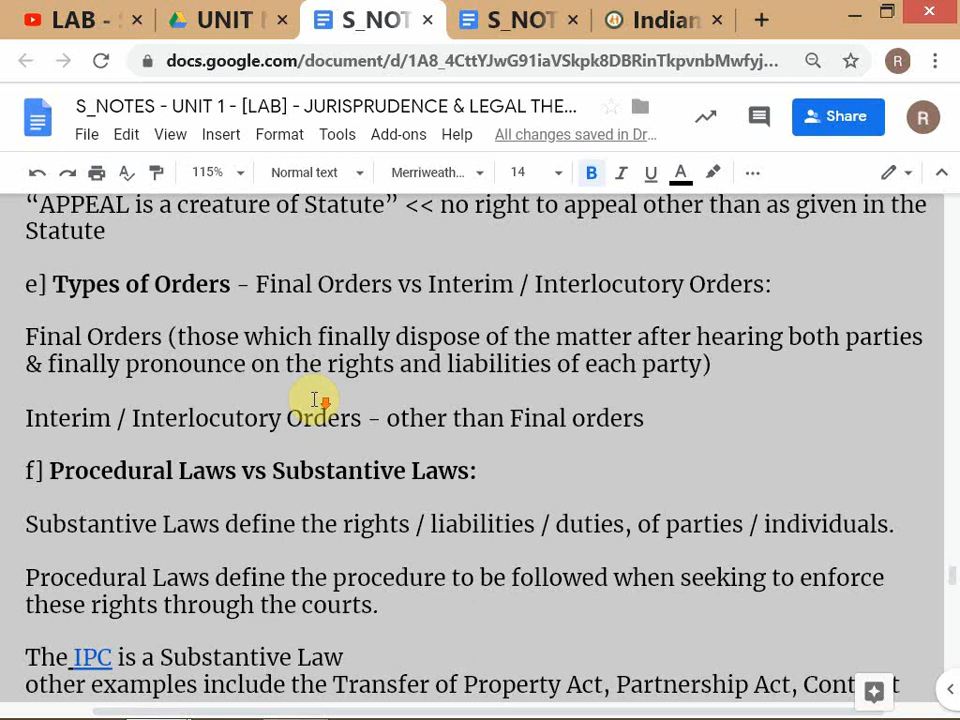 LAB -
UNIT
S_NOT
S_NOT
Indian
docs.google.com/document/d/1A8_4CttYJwG91iaVSkpk8DBRinTkpvnbMwfyj...
R
S_NOTES - UNIT 1 - [LAB] - JURISPRUDENCE & LEGAL THE...
Share
R
File Edit View Insert Format Tools Add-ons Help All changes saved in Dr...
115% Normal text Merriweath... 14 B I U A
“APPEAL is a creature of Statute” << no right to appeal other than as given in the
Statute
e] Types of Orders - Final Orders vs Interim / Interlocutory Orders:
Final Orders (those which finally dispose of the matter after hearing both parties
& finally pronounce on the rights and liabilities of each party)
Interim / Interlocutory Orders - other than Final orders
f] Procedural Laws vs Substantive Laws:
Substantive Laws define the rights / liabilities / duties, of parties / individuals.
Procedural Laws define the procedure to be followed when seeking to enforce
these rights through the courts.
The IPC is a Substantive Law
other examples include the Transfer of Property Act, Partnership Act,